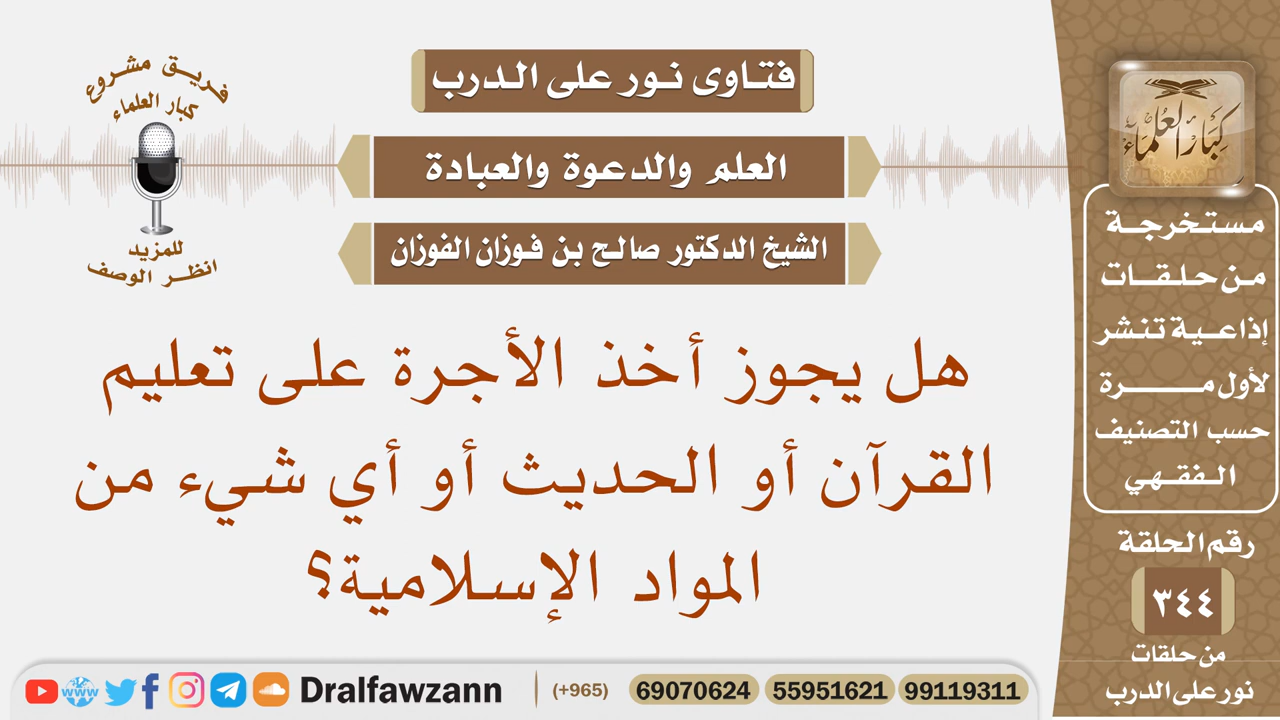 فتاوى نور على الدرب
العلم والدعوة والعبادة
الشيخ الدكتور صالح بن فوزان الفوزان
هل يجوز أخذ الأجرة على تعليم
القرآن أو الحديث أو أي شيء من
المواد الإسلامية؟
فريق مشروع
كبار العلماء
للمزيد
انظر الوصف
كبار العلماء
مستخرجة
من حلقات
إذاعية تنشر
لأول مرة
حسب التصنيف
الفقهي
رقم الحلقة
٣٤٤
من حلقات
نور على الدرب
www Dralfawzann (+965) 69070624 55951621 99119311